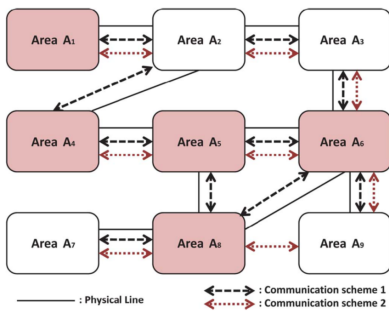 Area A1 Area A2 Area A3
Area A4 Area A5 Area A6
Area A7 Area A8 Area A9
: Physical Line
: Communication scheme 1
: Communication scheme 2